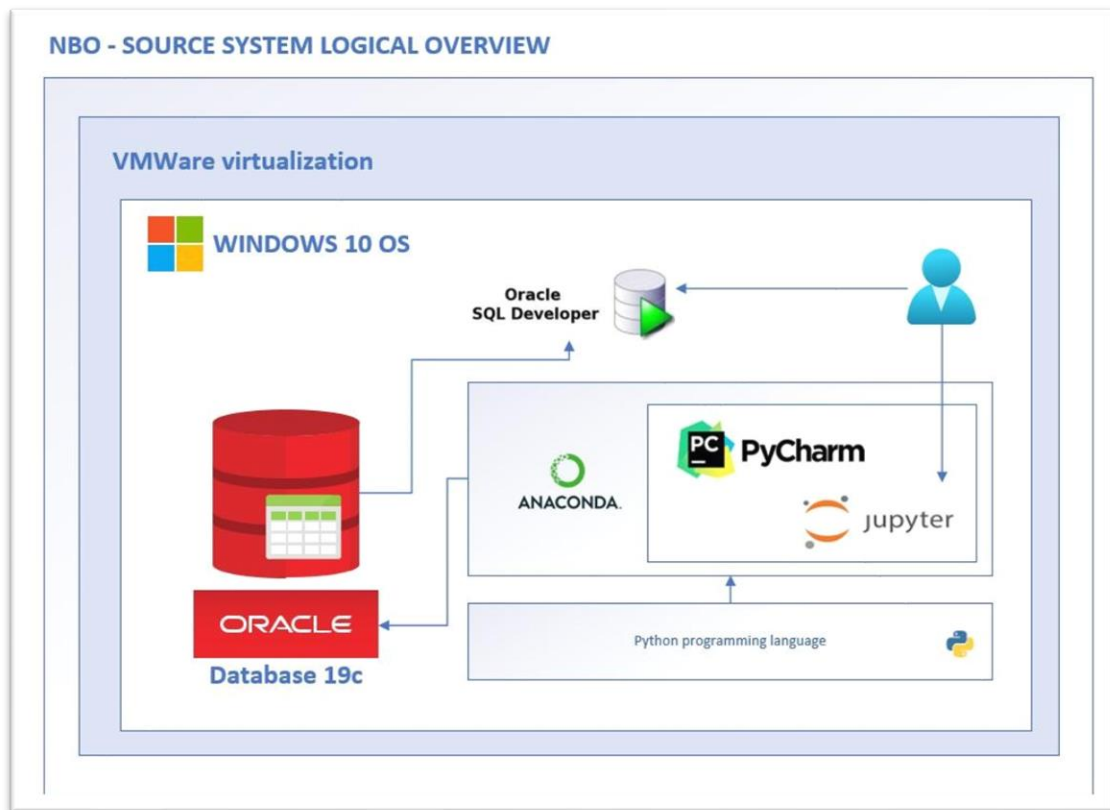 NBO - SOURCE SYSTEM LOGICAL OVERVIEW
VMWare virtualization
WINDOWS 10 OS
Oracle
SQL Developer
PC
PyCharm
ANACONDA.
jupyter
ORACLE
Database 19c
Python programming language